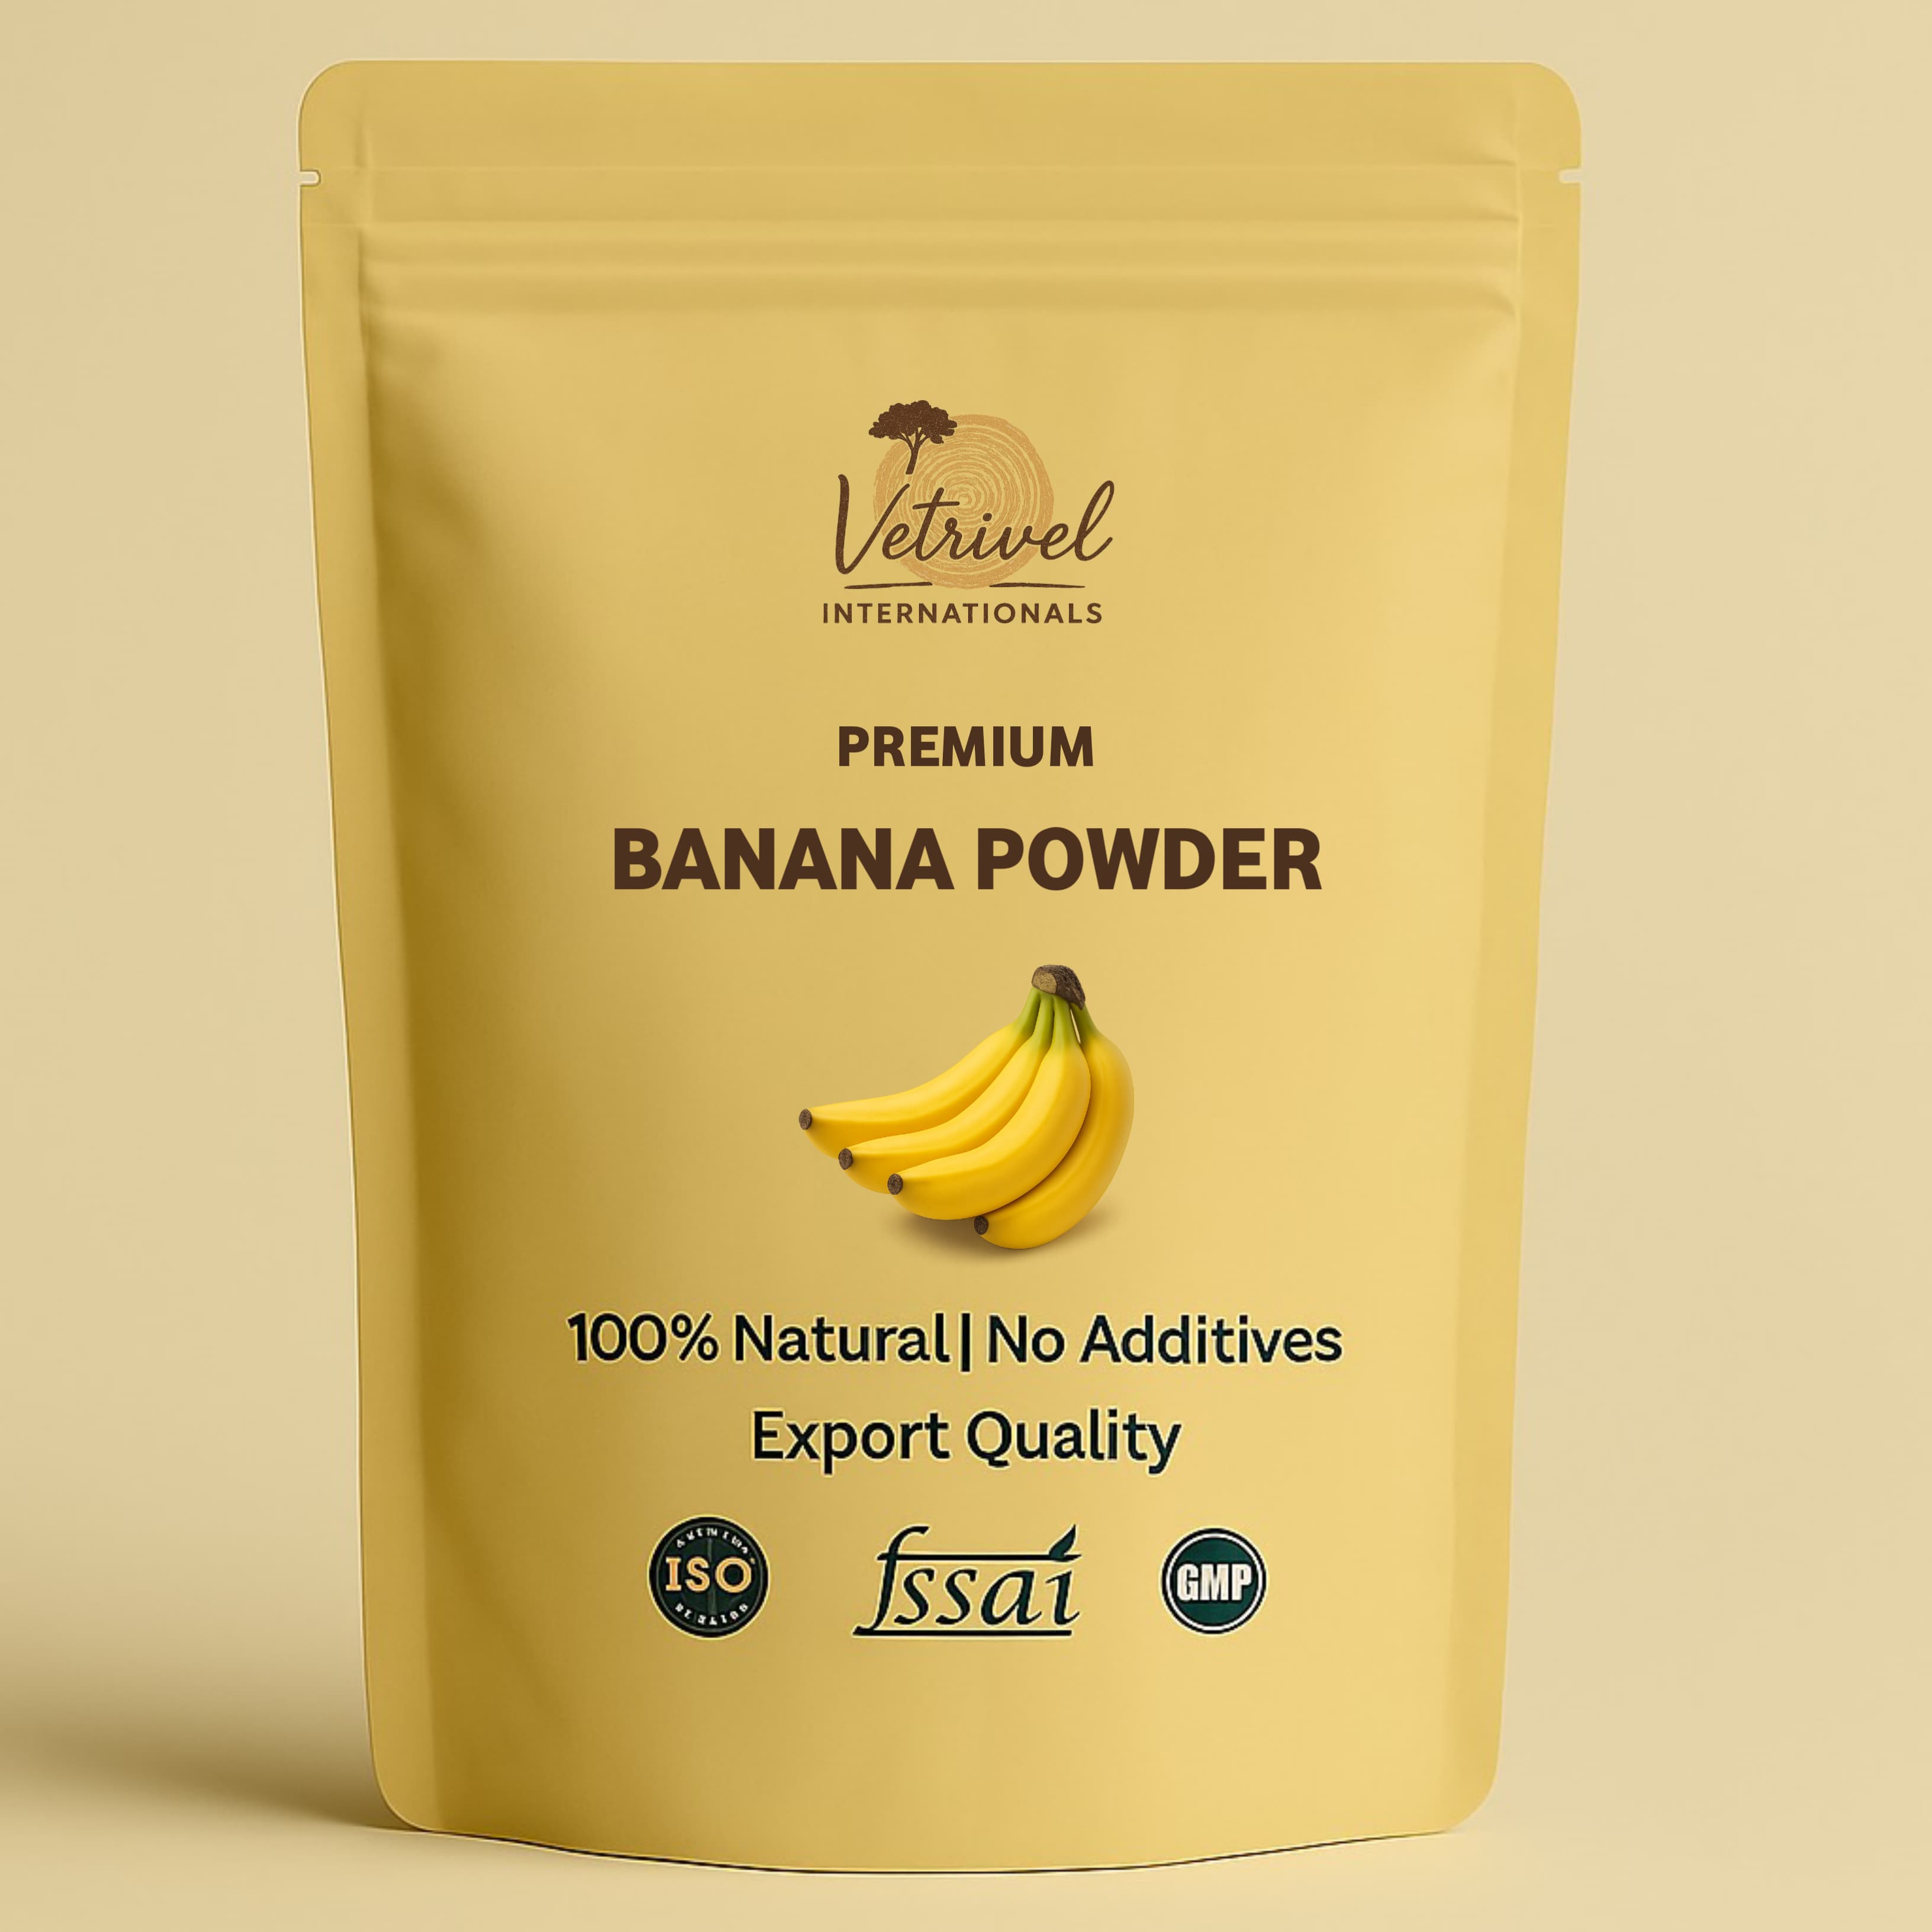 Vetrivel
INTERNATIONALS
PREMIUM
BANANA POWDER
100% Natural | No Additives
Export Quality
ISO
fssai
GMP